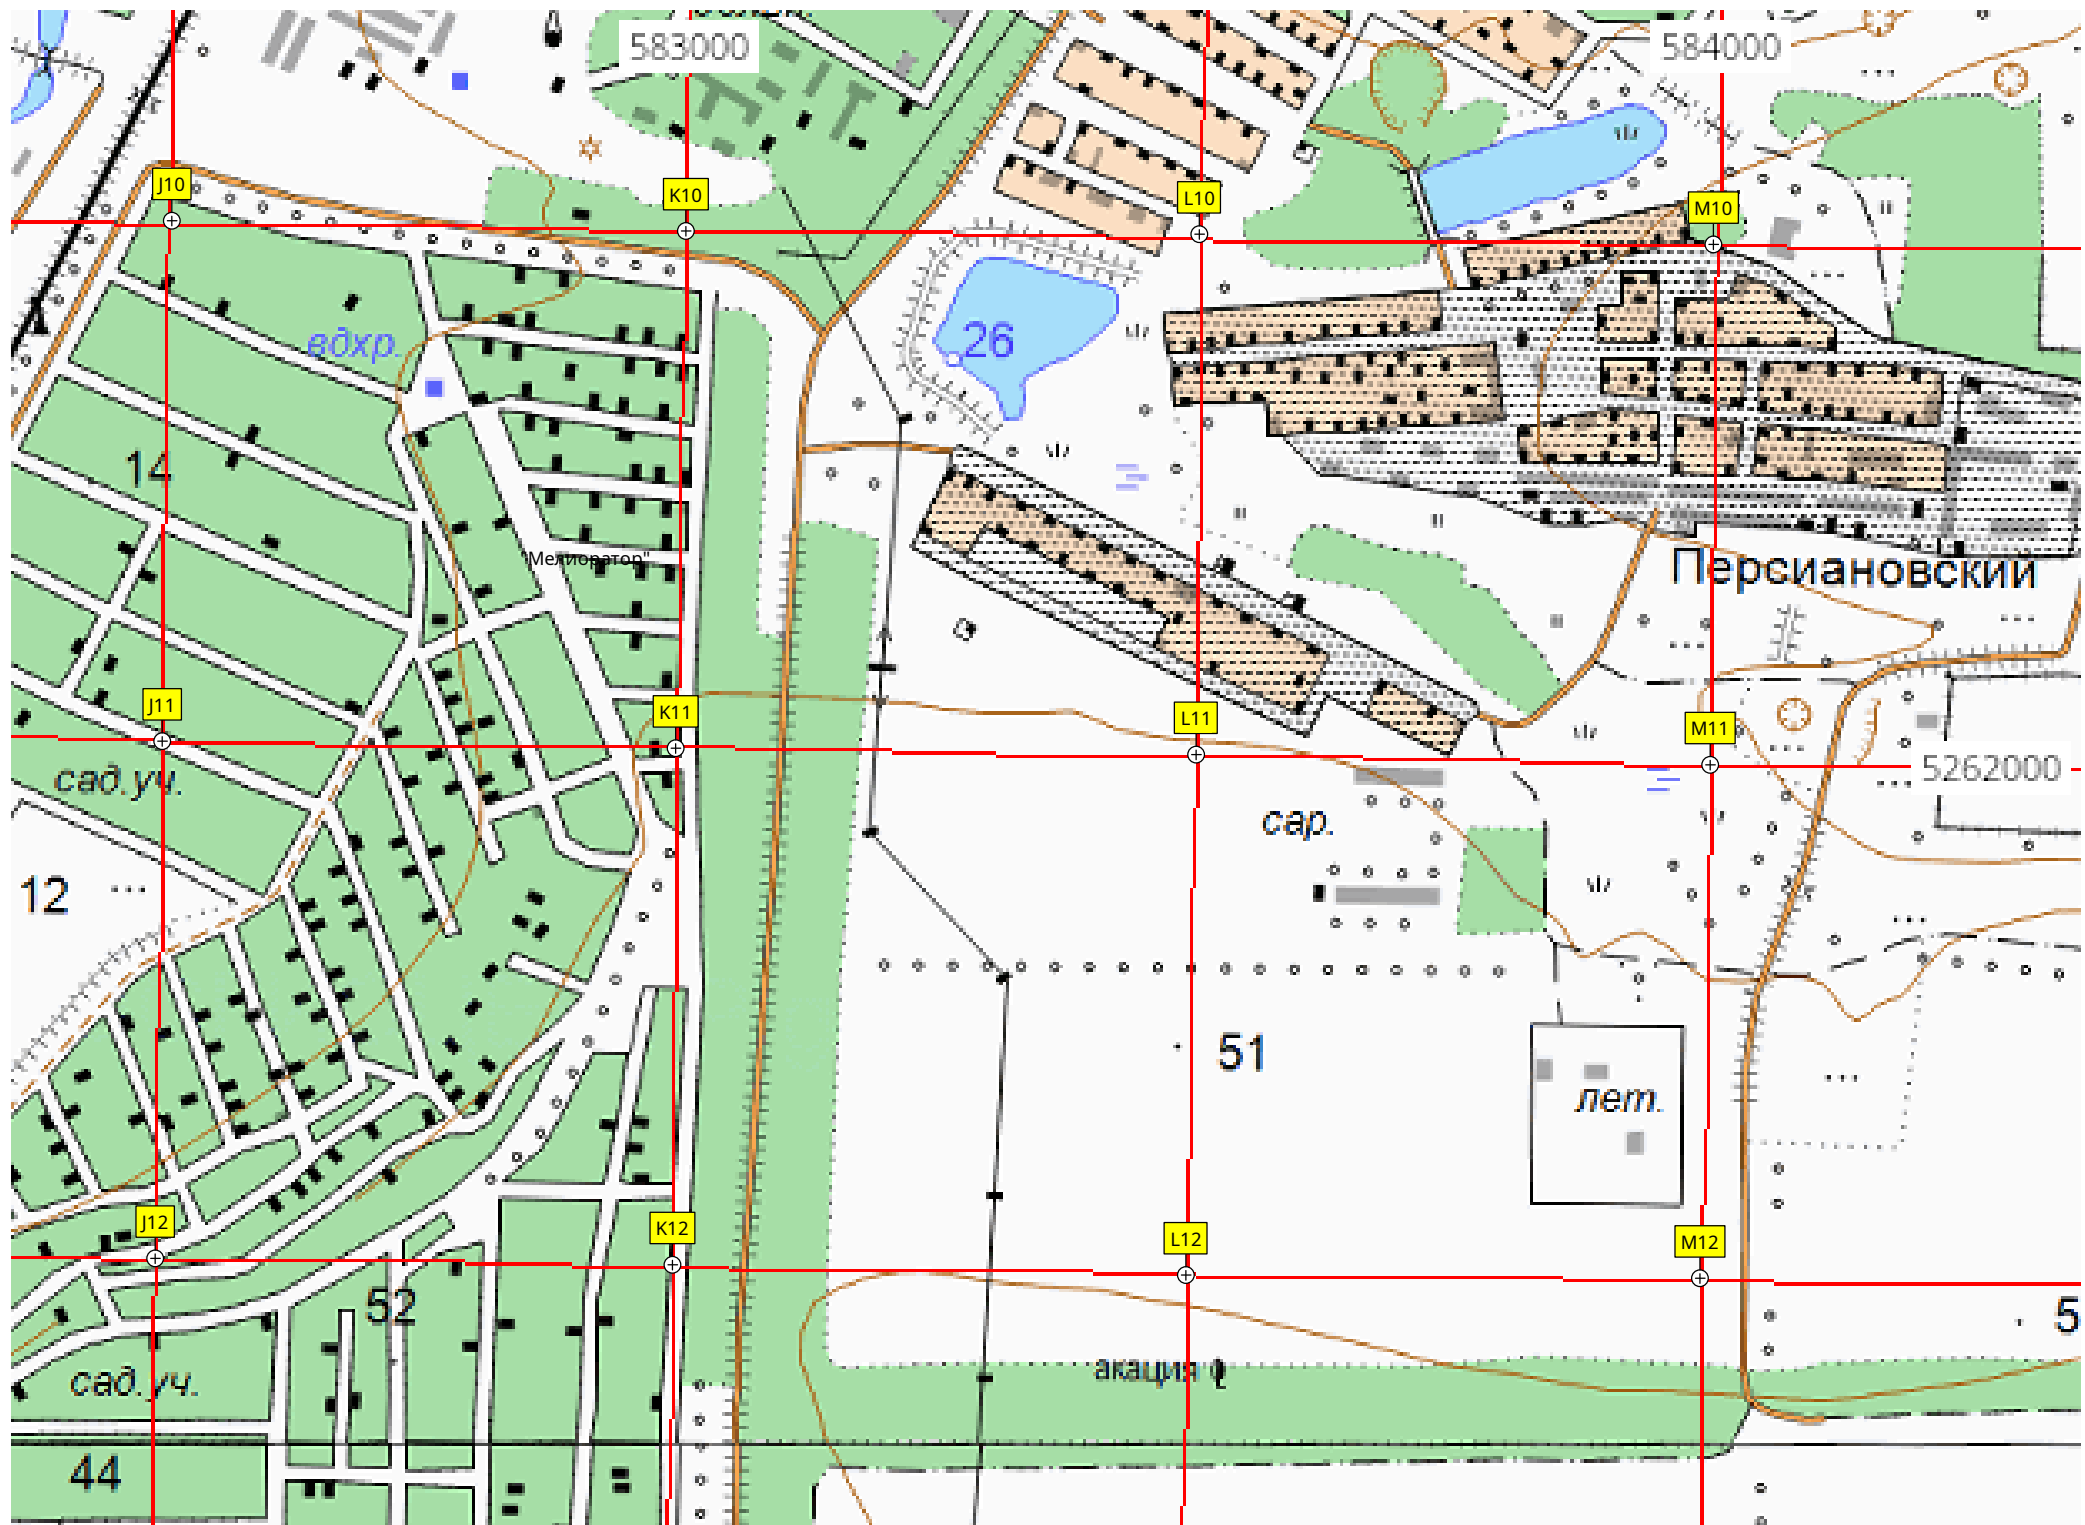 583000
584000
J10
K10
L10
M10
вдхр.
26
14
"Мелиоратор"
Персиановский
J11
K11
L11
M11
5262000
сад.уч.
сар.
12
51
лет.
J12
K12
L12
M12
52
5
акация
сад.уч.
44